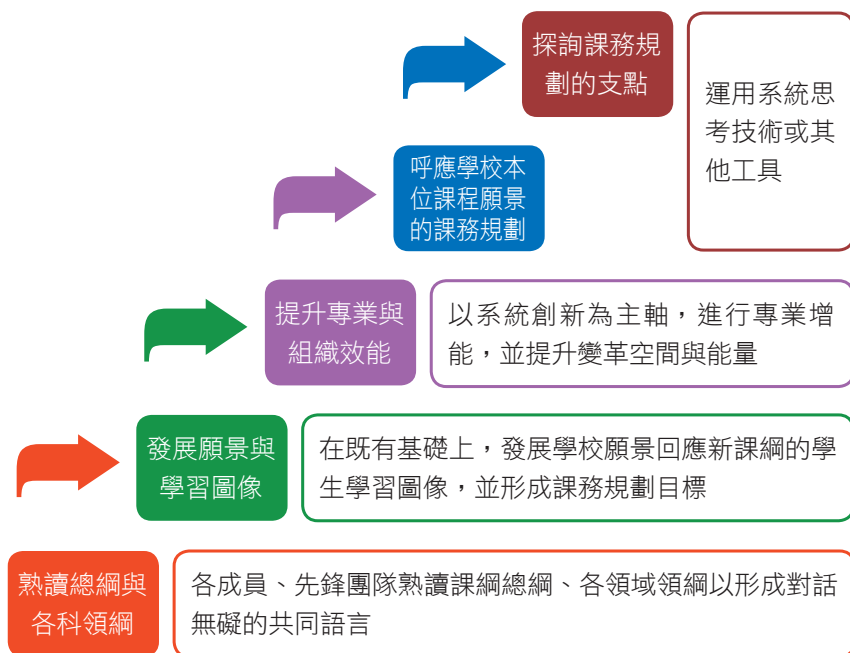 探詢課務規
劃的支點
運用系統思
考技術或其
他工具
呼應學校本
位課程願景
的課務規劃
提升專業與
組織效能
以系統創新為主軸，進行專業增
能，並提升變革空間與能量
發展願景與
學習圖像
在既有基礎上，發展學校願景回應新課綱的學
生學習圖像，並形成課務規劃目標
熟讀總綱與
各科領綱
各成員、先鋒團隊熟讀課綱總綱、各領域領綱以形成對話
無礙的共同語言